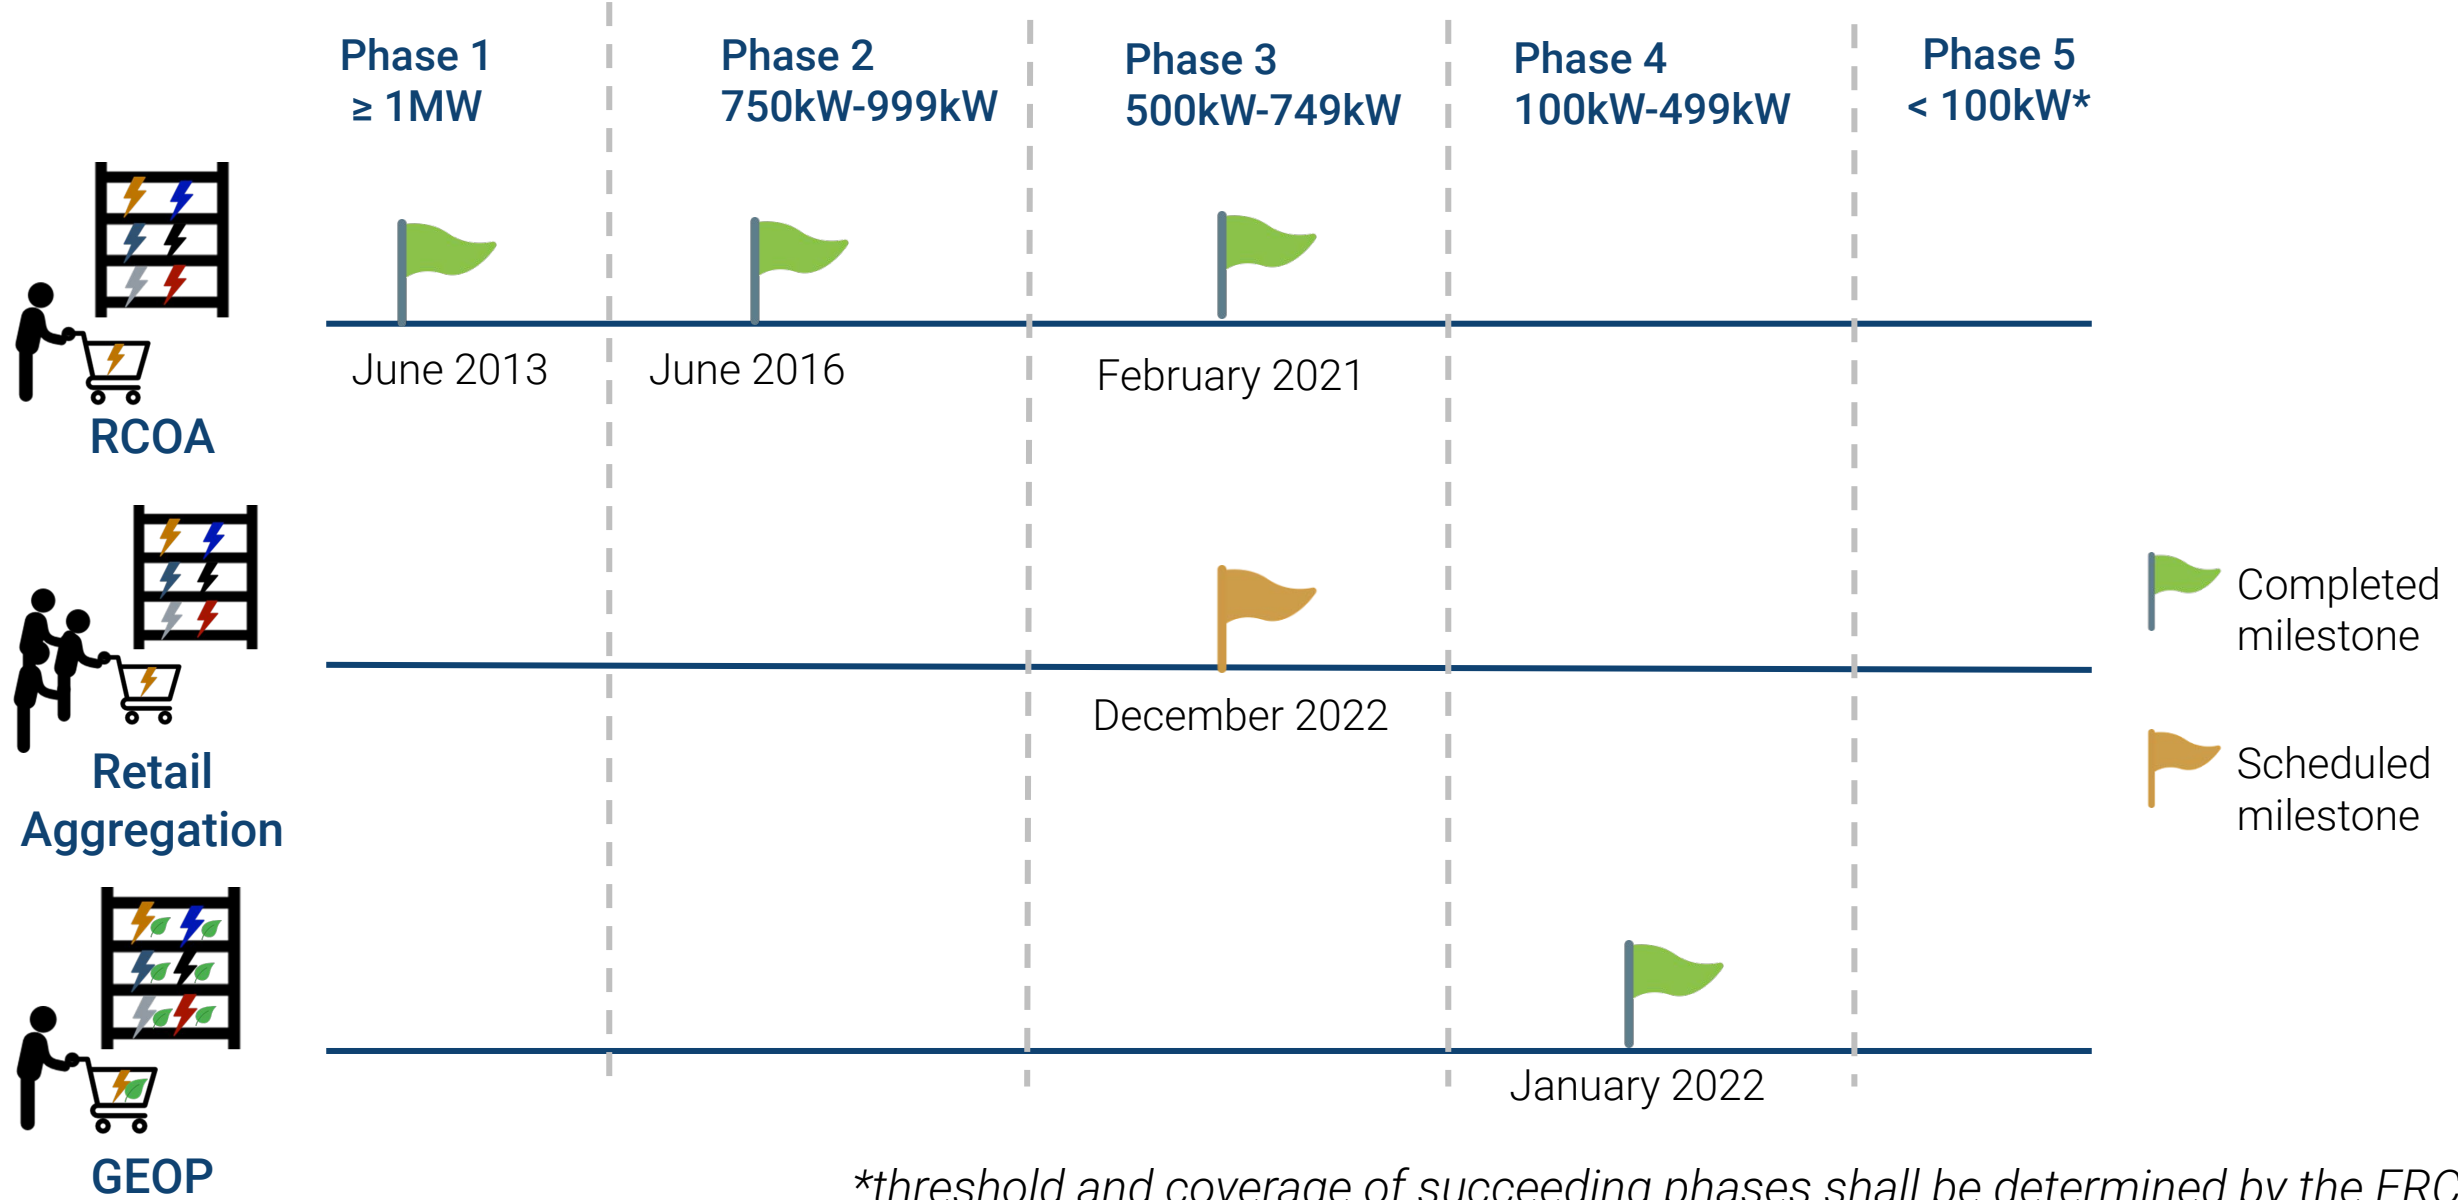 Phase 1
≥ 1MW
Phase 2
750kW-999kW
Phase 3
500kW-749kW
Phase 4
100kW-499kW
Phase 5
< 100kW*
June 2013
June 2016
February 2021
RCOA
December 2022
Retail
Aggregation
Completed
milestone
Scheduled
milestone
January 2022
GEOP
*threshold and coverage of succeeding phases shall be determined by the ERC